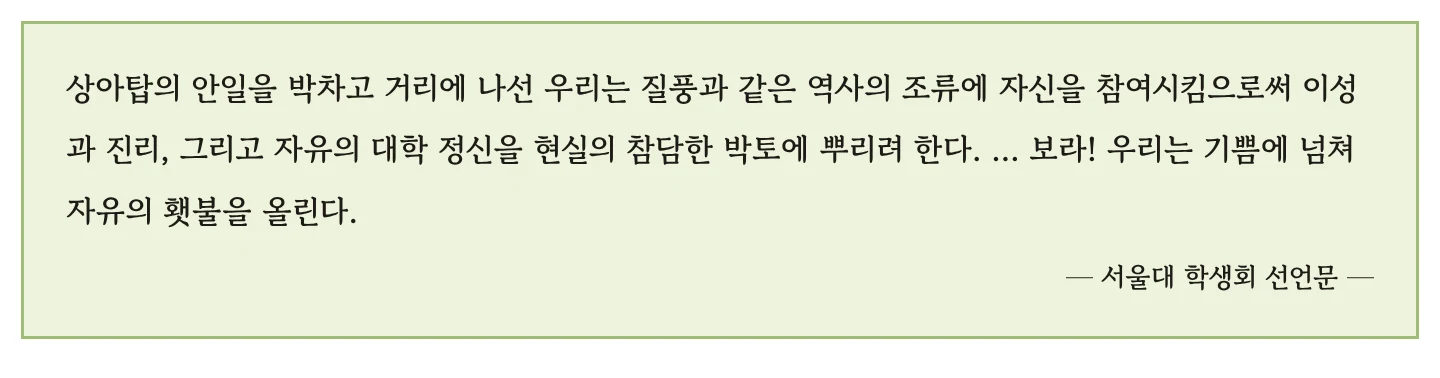 상아탑의 안일을 박차고 거리에 나선 우리는 질풍과 같은 역사의 조류에 자신을 참여시킴으로써 이성
과 진리, 그리고 자유의 대학 정신을 현실의 참담한 박토에 뿌리려 한다. … 보라! 우리는 기쁨에 넘쳐
자유의 횃불을 올린다.
— 서울대 학생회 선언문 —